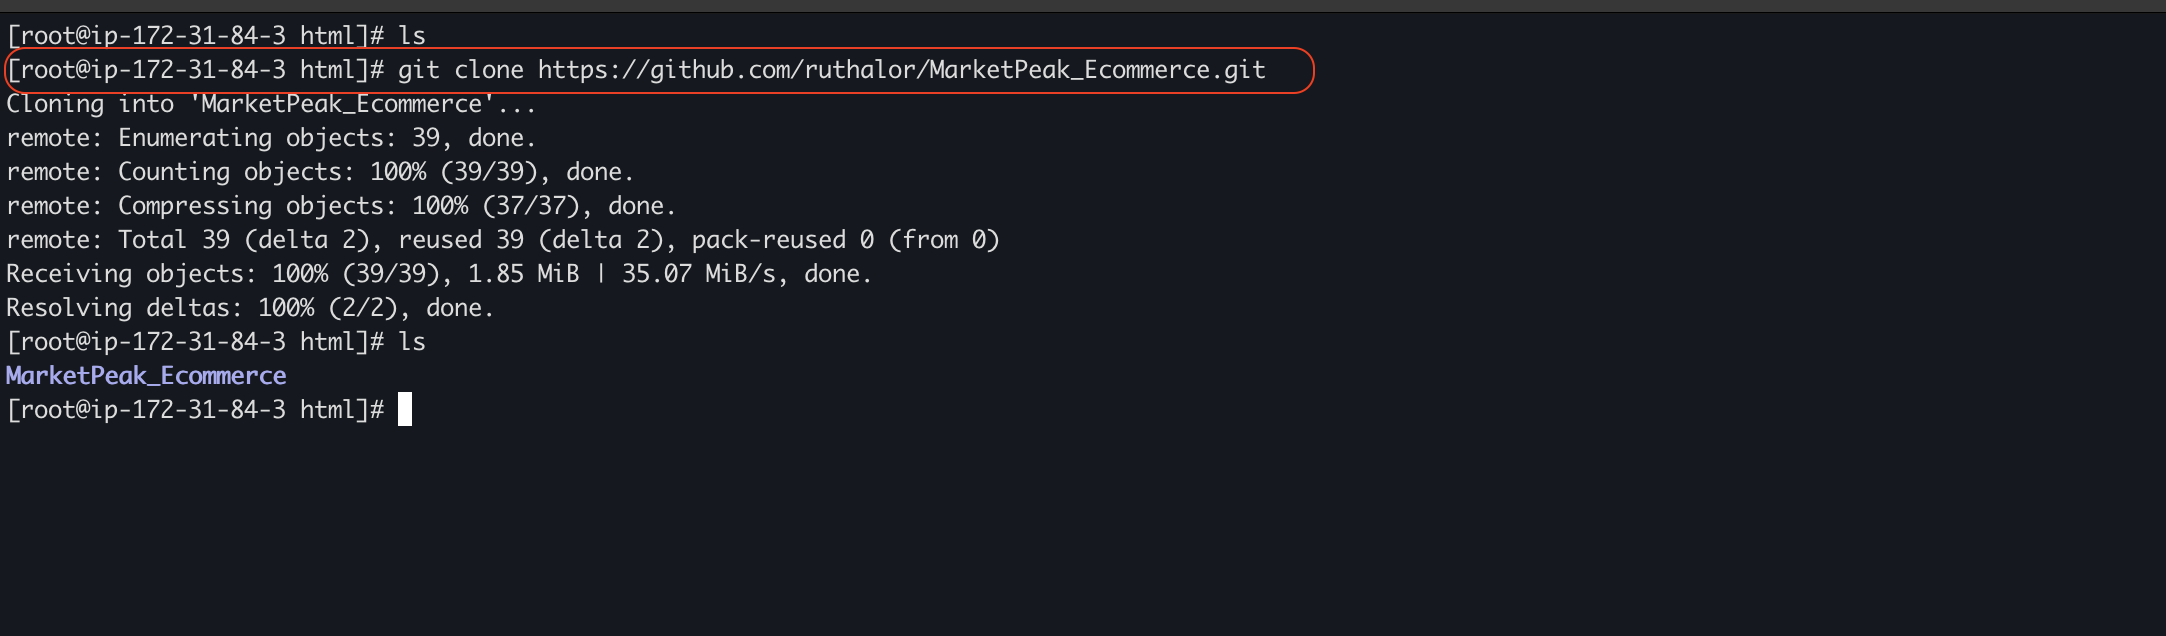 [root@ip-172-31-84-3 html]# ls
[root@ip-172-31-84-3 html]# git clone https://github.com/ruthalor/MarketPeak_Ecommerce.git
Cloning into 'MarketPeak_Ecommerce'...
remote: Enumerating objects: 39, done.
remote: Counting objects: 100% (39/39), done.
remote: Compressing objects: 100% (37/37), done.
remote: Total 39 (delta 2), reused 39 (delta 2), pack-reused 0 (from 0)
Receiving objects: 100% (39/39), 1.85 MiB | 35.07 MiB/s, done.
Resolving deltas: 100% (2/2), done.
[root@ip-172-31-84-3 html]# ls
MarketPeak_Ecommerce
[root@ip-172-31-84-3 html]#